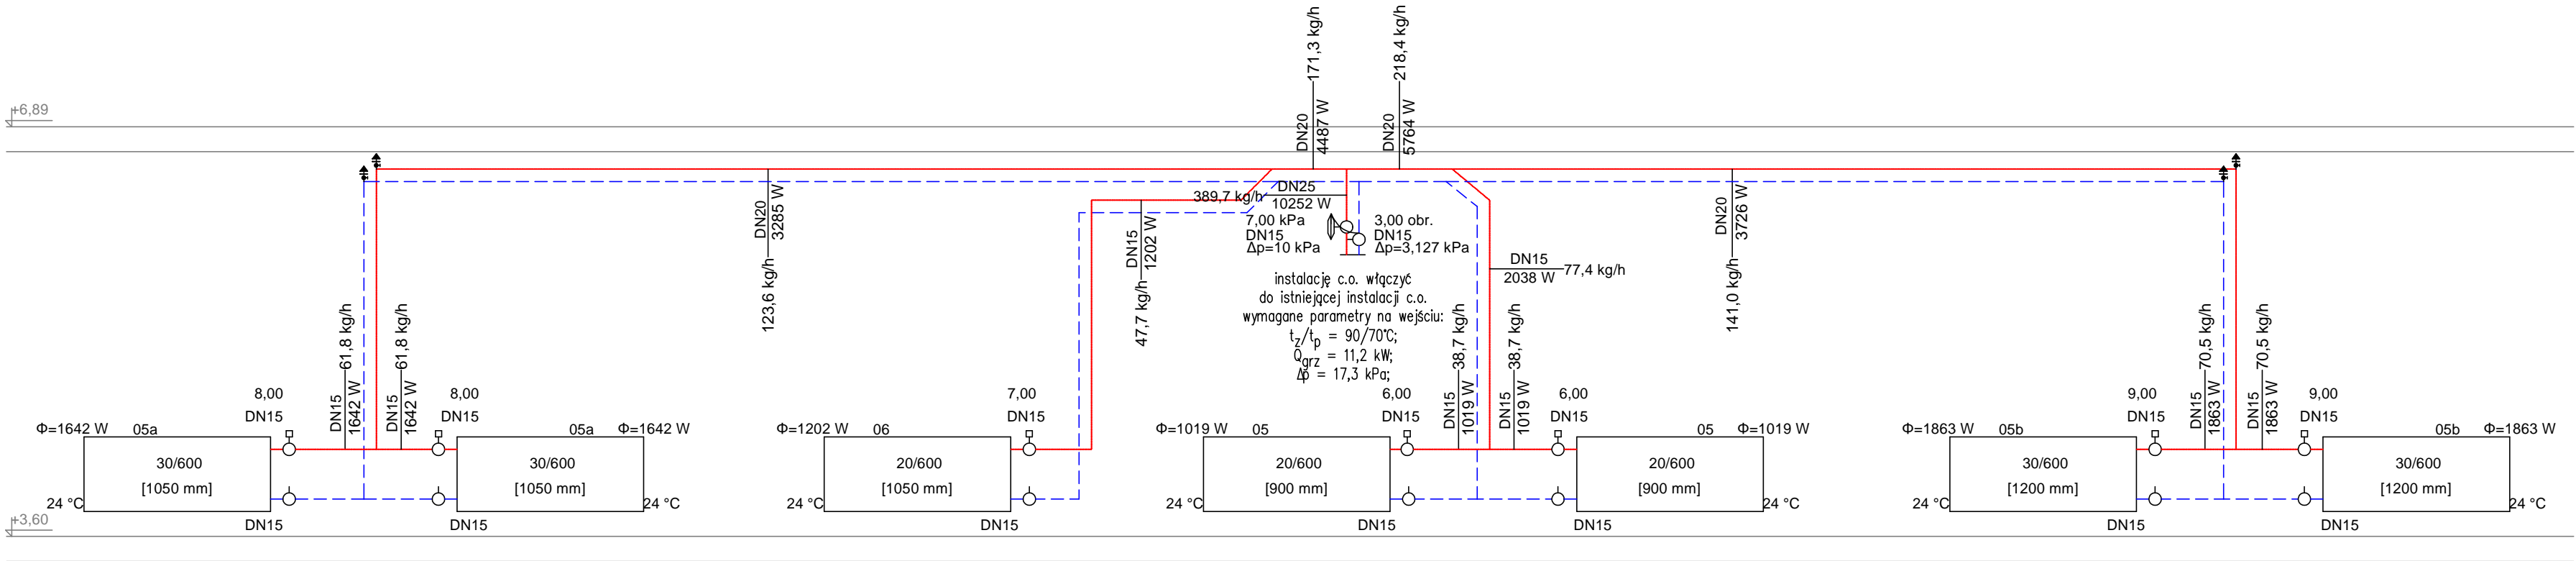 171,3 kg/h
218,4 kg/h
+6,89
DN20
4487 W
DN20
5764 W
DN20
3285 W
123,6 kg/h
389,7 kg/h
DN25
10252 W
7,00 kPa
DN15
Δp=10 kPa
3,00 obr.
DN15
Δp=3,127 kPa
DN15
1202 W
47,7 kg/h
DN20
3726 W
141,0 kg/h
DN15
2038 W
77,4 kg/h
instalację c.o. włączyć
do istniejącej instalacji c.o.
wymagane parametry na wejściu:
tz/tp = 90/70°C;
Qgrz = 11,2 kW;
Δp = 17,3 kPa;
61,8 kg/h
DN15
1642 W
61,8 kg/h
DN15
1642 W
38,7 kg/h
DN15
1019 W
38,7 kg/h
DN15
1019 W
70,5 kg/h
DN15
1863 W
70,5 kg/h
DN15
1863 W
8,00
DN15
8,00
DN15
7,00
DN15
6,00
DN15
6,00
DN15
9,00
DN15
9,00
DN15
Φ=1642 W
05a
30/600
[1050 mm]
24 °C
DN15
05a
Φ=1642 W
30/600
[1050 mm]
24 °C
DN15
Φ=1202 W
06
20/600
[1050 mm]
24 °C
DN15
Φ=1019 W
05
20/600
[900 mm]
24 °C
DN15
05
Φ=1019 W
20/600
[900 mm]
24 °C
DN15
Φ=1863 W
05b
30/600
[1200 mm]
24 °C
DN15
05b
Φ=1863 W
30/600
[1200 mm]
24 °C
DN15
+3,60